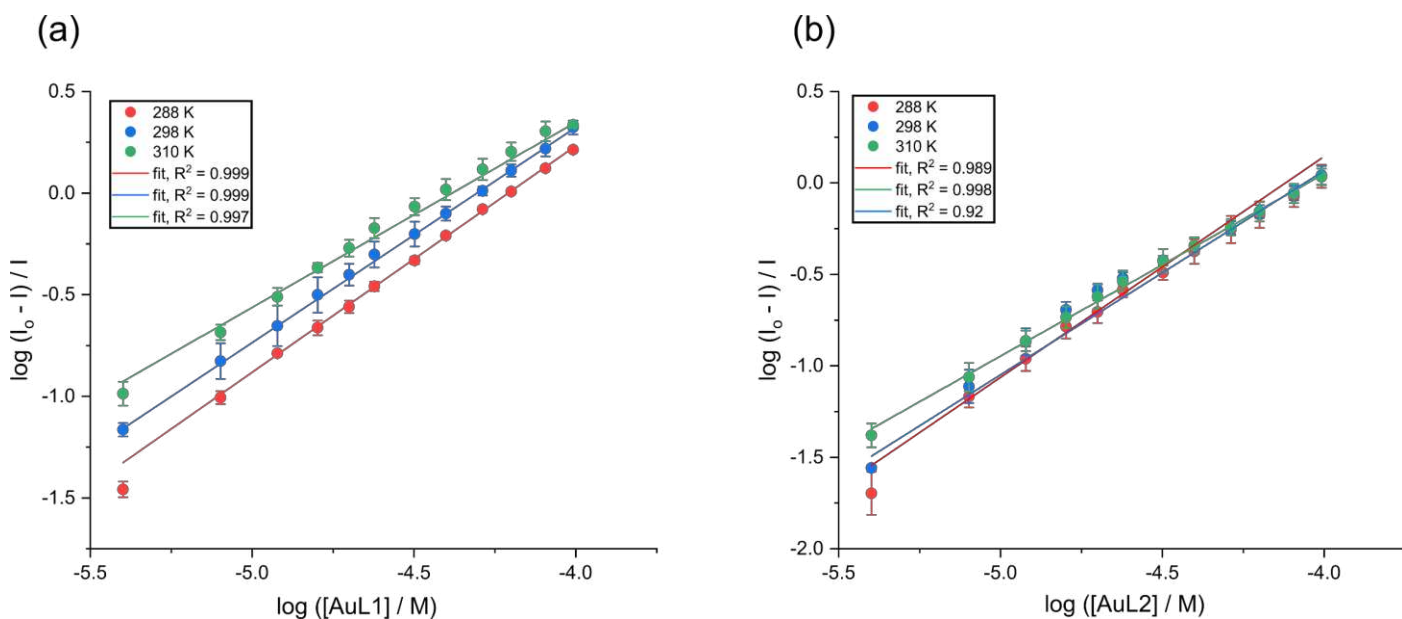 (a)
0.5
0.0
-0.5
-1.0
-1.5
log (Io - I) / I
288 K
298 K
310 K
fit, R² = 0.999
fit, R² = 0.999
fit, R² = 0.997
-5.5
-5.0
-4.5
-4.0
log ([AuL1] / M)
(b)
0.5
0.0
-0.5
-1.0
-1.5
-2.0
log (Io - I) / I
288 K
298 K
310 K
fit, R² = 0.989
fit, R² = 0.998
fit, R² = 0.92
-5.5
-5.0
-4.5
-4.0
log ([AuL2] / M)